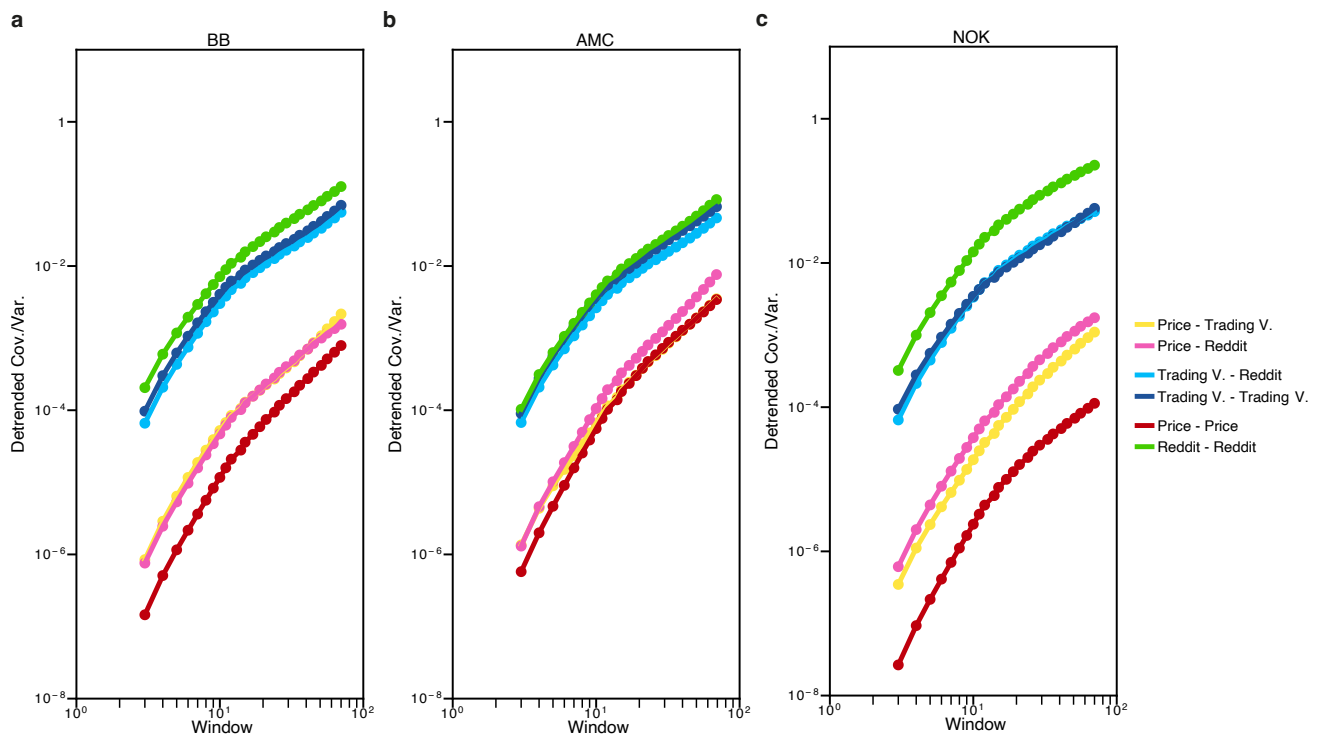 a
b
c
BB
AMC
NOK
Detrended Cov./Var.
1
10⁻²
10⁻⁴
10⁻⁶
10⁻⁸
10⁰
10¹
10²
Window
Detrended Cov./Var.
1
10⁻²
10⁻⁴
10⁻⁶
10⁻⁸
10⁰
10¹
10²
Window
Detrended Cov./Var.
1
10⁻²
10⁻⁴
10⁻⁶
10⁻⁸
10⁰
10¹
10²
Window
Price - Trading V.
Price - Reddit
Trading V. - Reddit
Trading V. - Trading V.
Price - Price
Reddit - Reddit